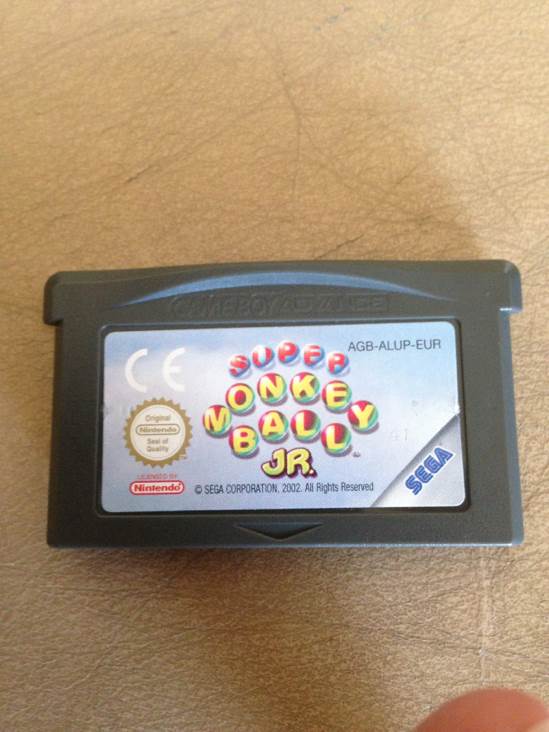 GAME BOY ADVANCE
AGB-ALUP-EUR
CE
SUPER
MONKEY
BALL
JR.
Original
Nintendo
Seal of
Quality
LICENSED BY
Nintendo
© SEGA CORPORATION, 2002. All Rights Reserved
SEGA